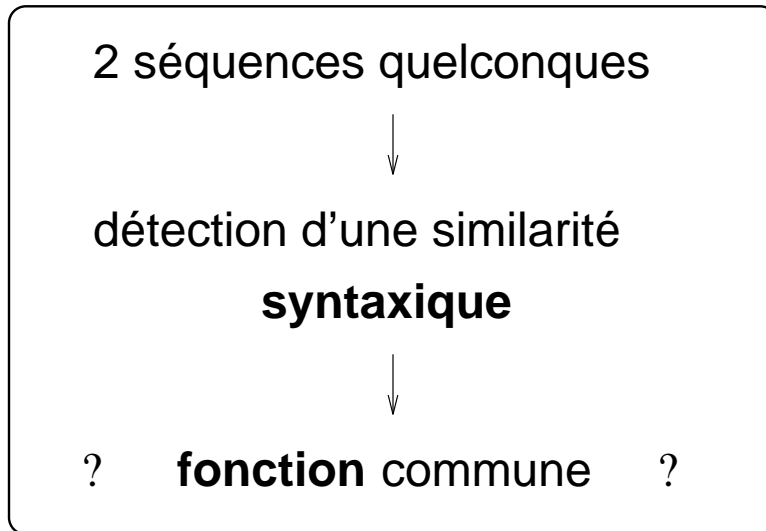 2 séquences quelconques
détection d'une similarité
syntaxique
? fonction commune ?